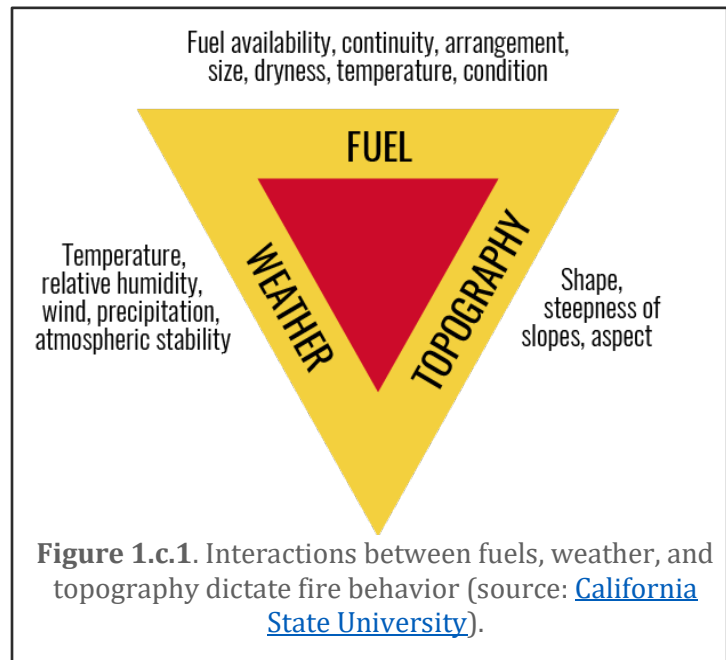 Fuel availability, continuity, arrangement,
size, dryness, temperature, condition
FUEL
WEATHER
TOPOGRAPHY
Temperature,
relative humidity,
wind, precipitation,
atmospheric stability
Shape,
steepness of
slopes, aspect
Figure 1.c.1. Interactions between fuels, weather, and
topography dictate fire behavior (source: California
State University).